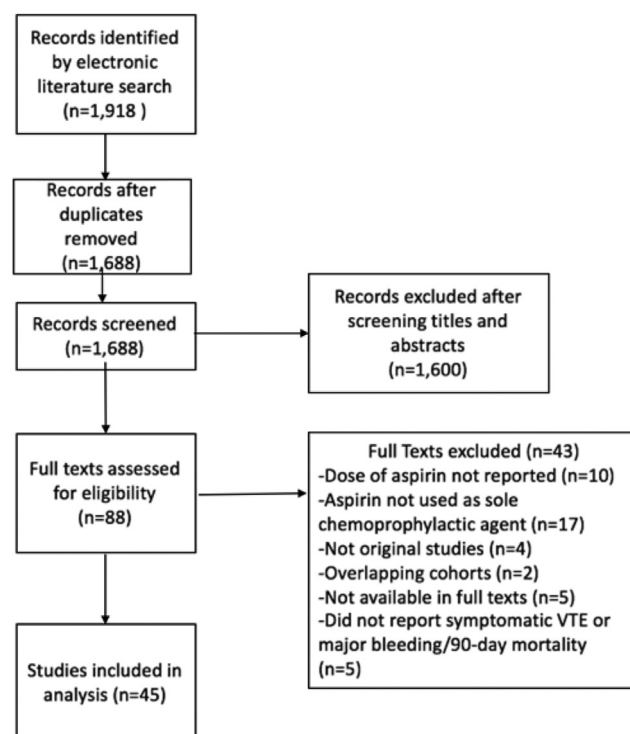 Records identified
by electronic
literature search
(n=1,918 )
Records after
duplicates
removed
(n=1,688)
Records screened
(n=1,688)
Records excluded after
screening titles and
abstracts
(n=1,600)
Full texts assessed
for eligibility
(n=88)
Full Texts excluded (n=43)
-Dose of aspirin not reported (n=10)
-Aspirin not used as sole
chemoprophylactic agent (n=17)
-Not original studies (n=4)
-Overlapping cohorts (n=2)
-Not available in full texts (n=5)
-Did not report symptomatic VTE or
major bleeding/90-day mortality
(n=5)
Studies included in
analysis (n=45)